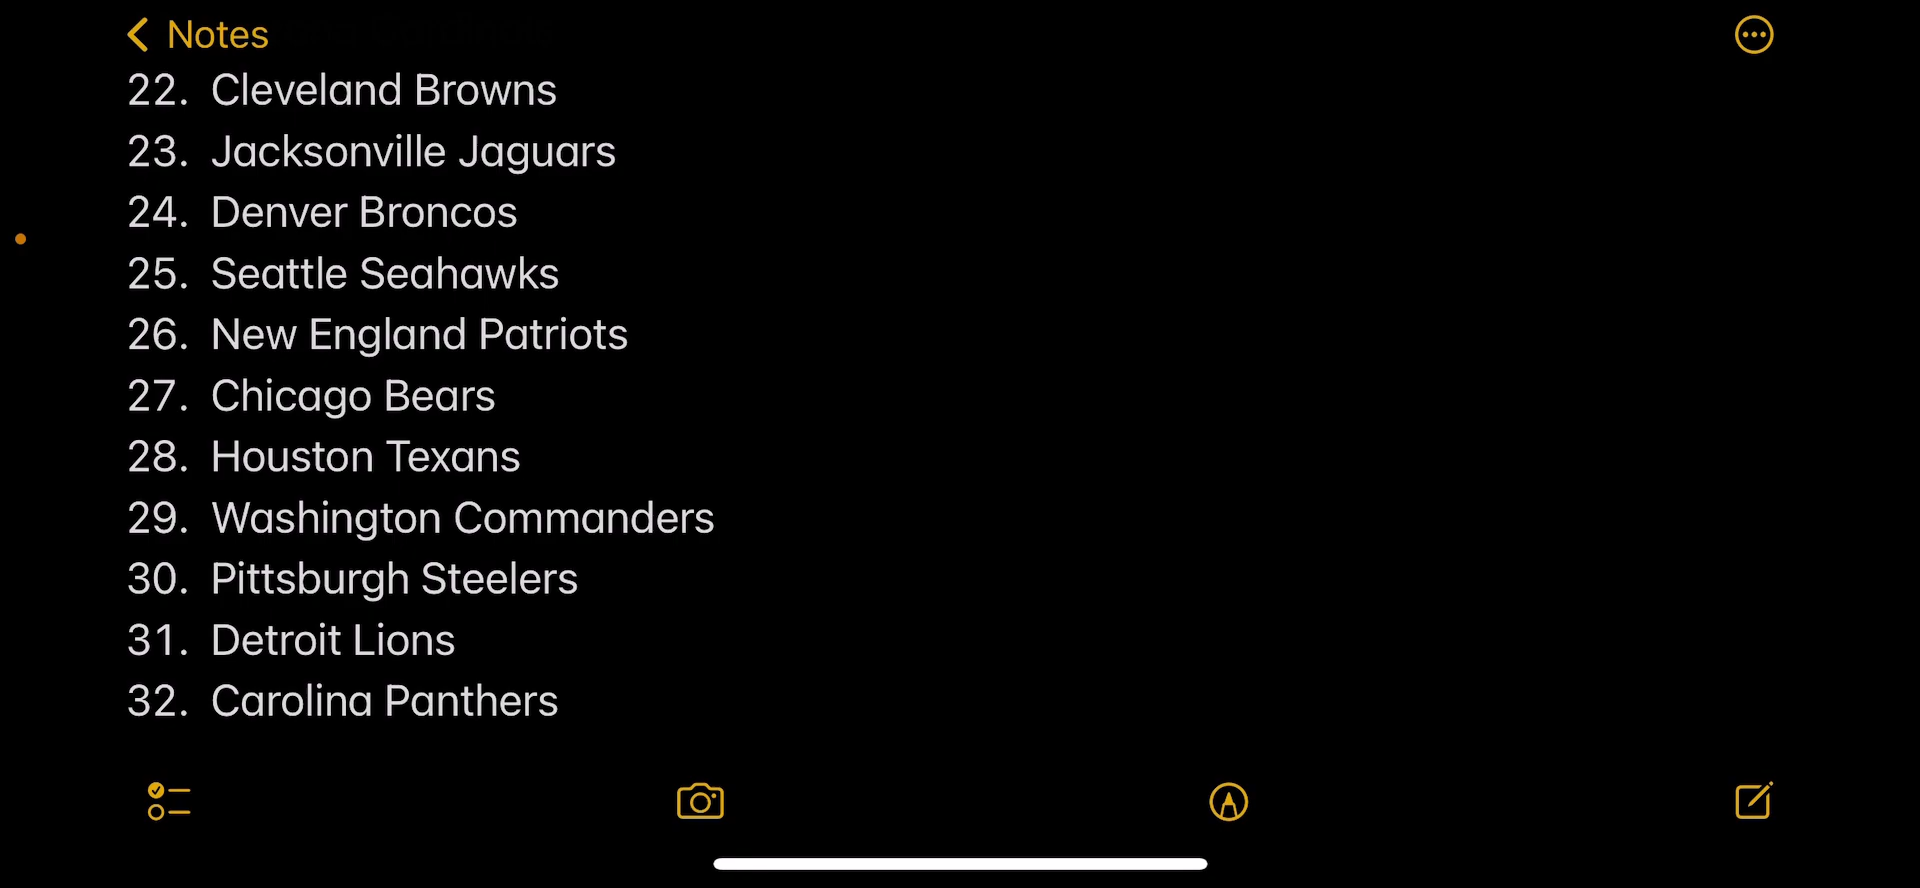 Notes
22. Cleveland Browns
23. Jacksonville Jaguars
24. Denver Broncos
25. Seattle Seahawks
26. New England Patriots
27. Chicago Bears
28. Houston Texans
29. Washington Commanders
30. Pittsburgh Steelers
31. Detroit Lions
32. Carolina Panthers